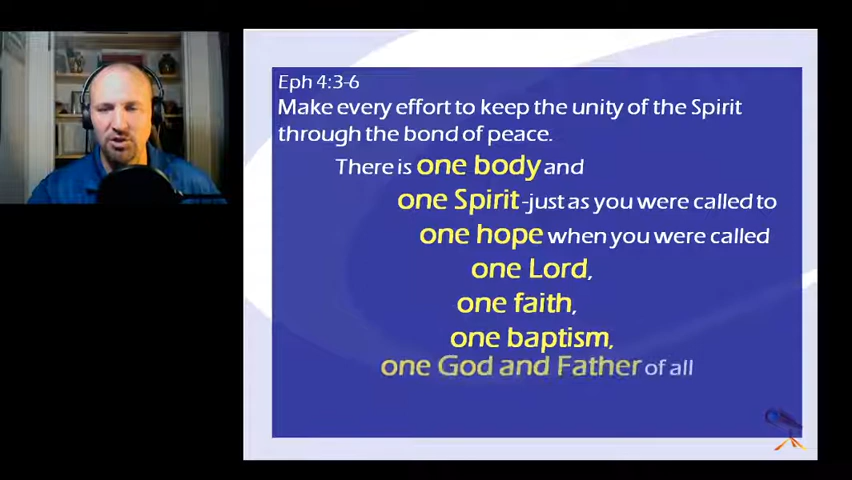 Eph 4:3-6
Make every effort to keep the unity of the Spirit
through the bond of peace.
There is one body and
one Spirit-just as you were called to
one hope when you were called
one Lord,
one faith,
one baptism,
one God and Father of all